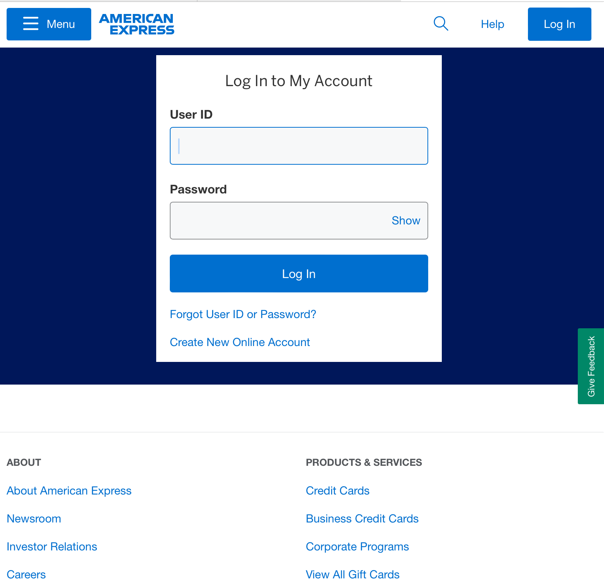 Menu
AMERICAN
EXPRESS
Help
Log In
Log In to My Account
User ID
Password
Show
Log In
Forgot User ID or Password?
Create New Online Account
Give Feedback
ABOUT
About American Express
Newsroom
Investor Relations
Careers
PRODUCTS & SERVICES
Credit Cards
Business Credit Cards
Corporate Programs
View All Gift Cards